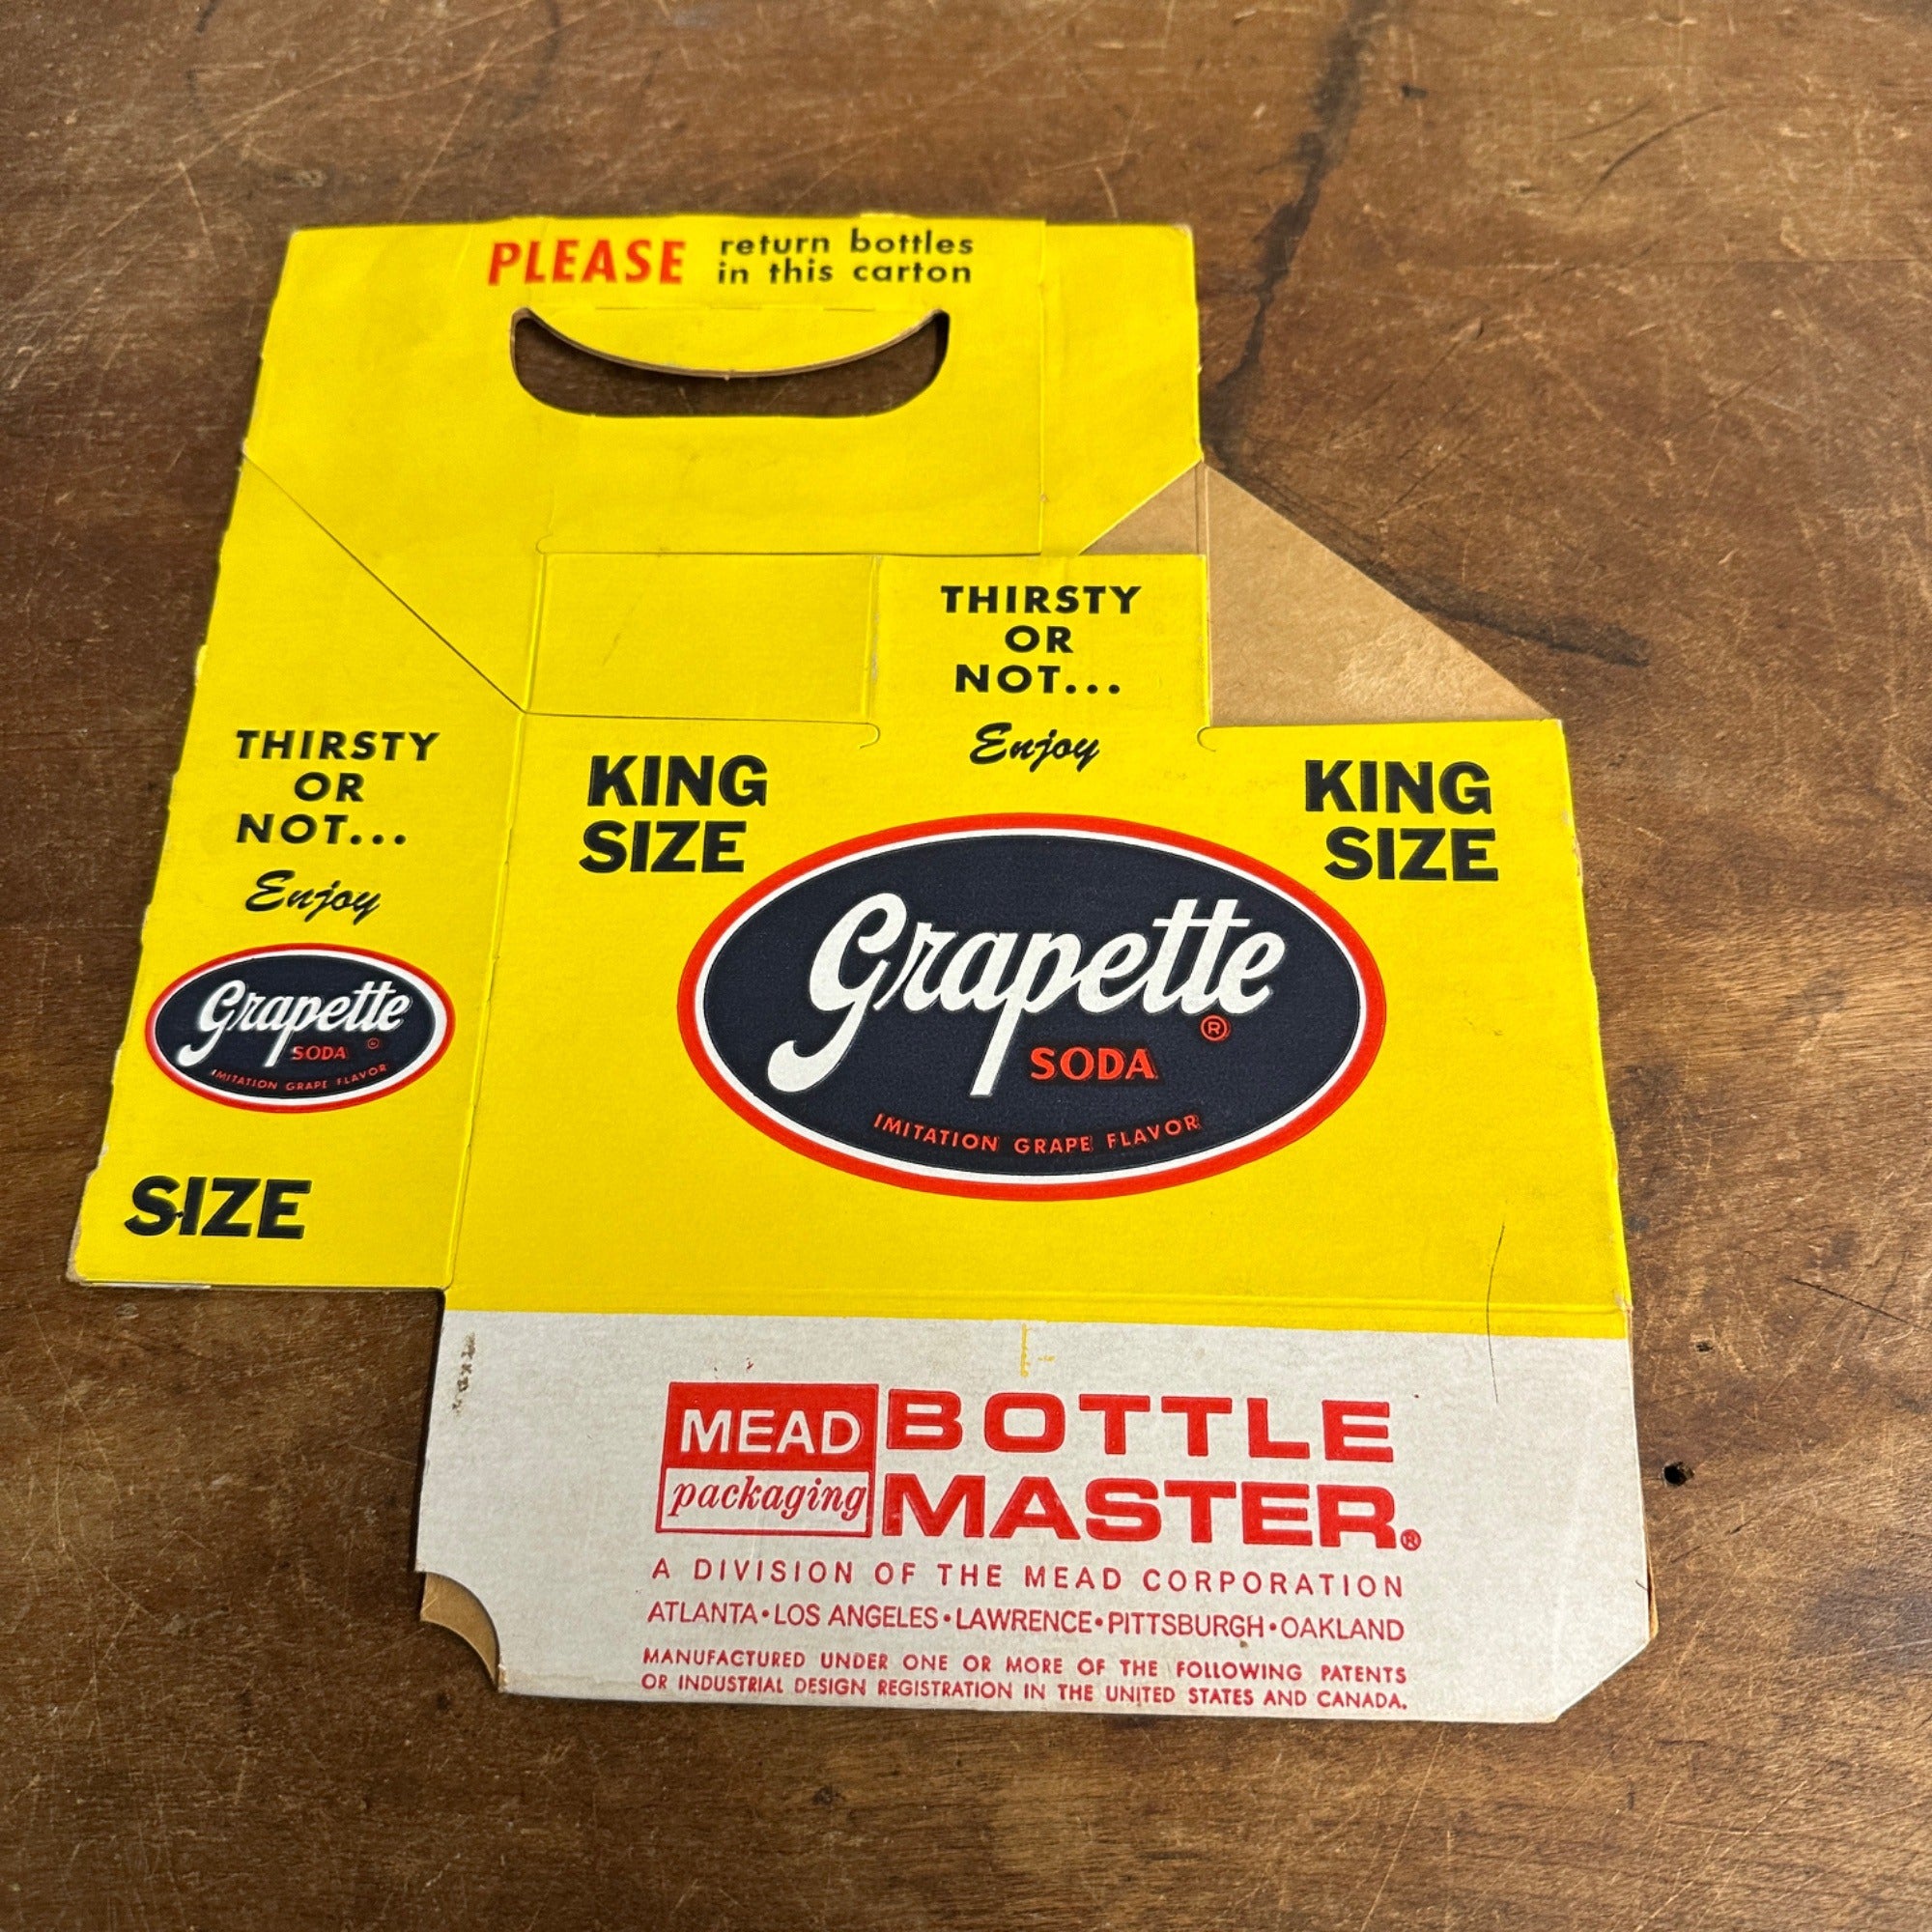 PLEASE return bottles
in this carton
THIRSTY
OR
NOT...
Enjoy
Grapette
SODA ®
IMITATION GRAPE FLAVOR
SIZE
THIRSTY
OR
NOT...
Enjoy
KING
SIZE
KING
SIZE
Grapette
®
SODA
IMITATION GRAPE FLAVOR
MEAD
packaging
BOTTLE
MASTER®
A DIVISION OF THE MEAD CORPORATION
ATLANTA•LOS ANGELES•LAWRENCE•PITTSBURGH•OAKLAND
MANUFACTURED UNDER ONE OR MORE OF THE FOLLOWING PATENTS
OR INDUSTRIAL DESIGN REGISTRATION IN THE UNITED STATES AND CANADA.